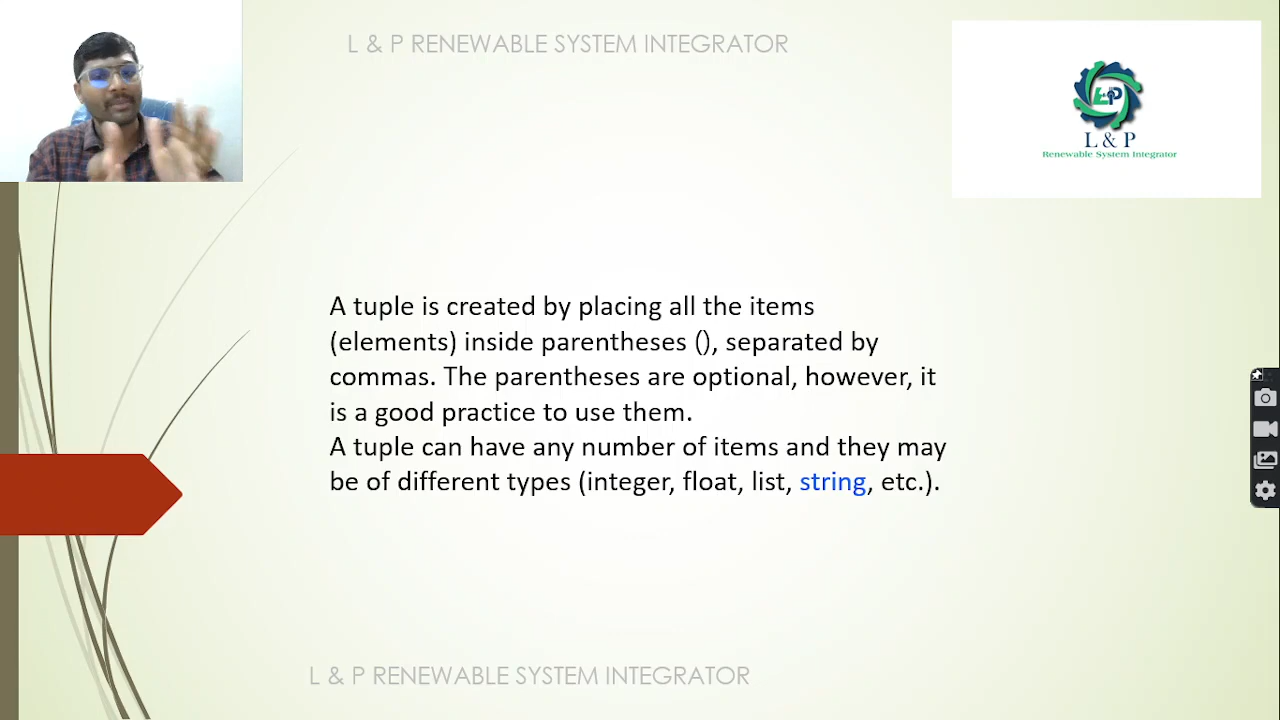 L & P RENEWABLE SYSTEM INTEGRATOR
L & P
L & P
Renewable System Integrator
A tuple is created by placing all the items
(elements) inside parentheses (), separated by
commas. The parentheses are optional, however, it
is a good practice to use them.
A tuple can have any number of items and they may
be of different types (integer, float, list, string, etc.).
L & P RENEWABLE SYSTEM INTEGRATOR